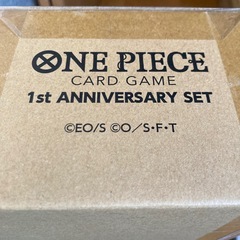 ONE PIECE
CARD GAME
1st ANNIVERSARY SET
©EO/S ©O／S・F・T